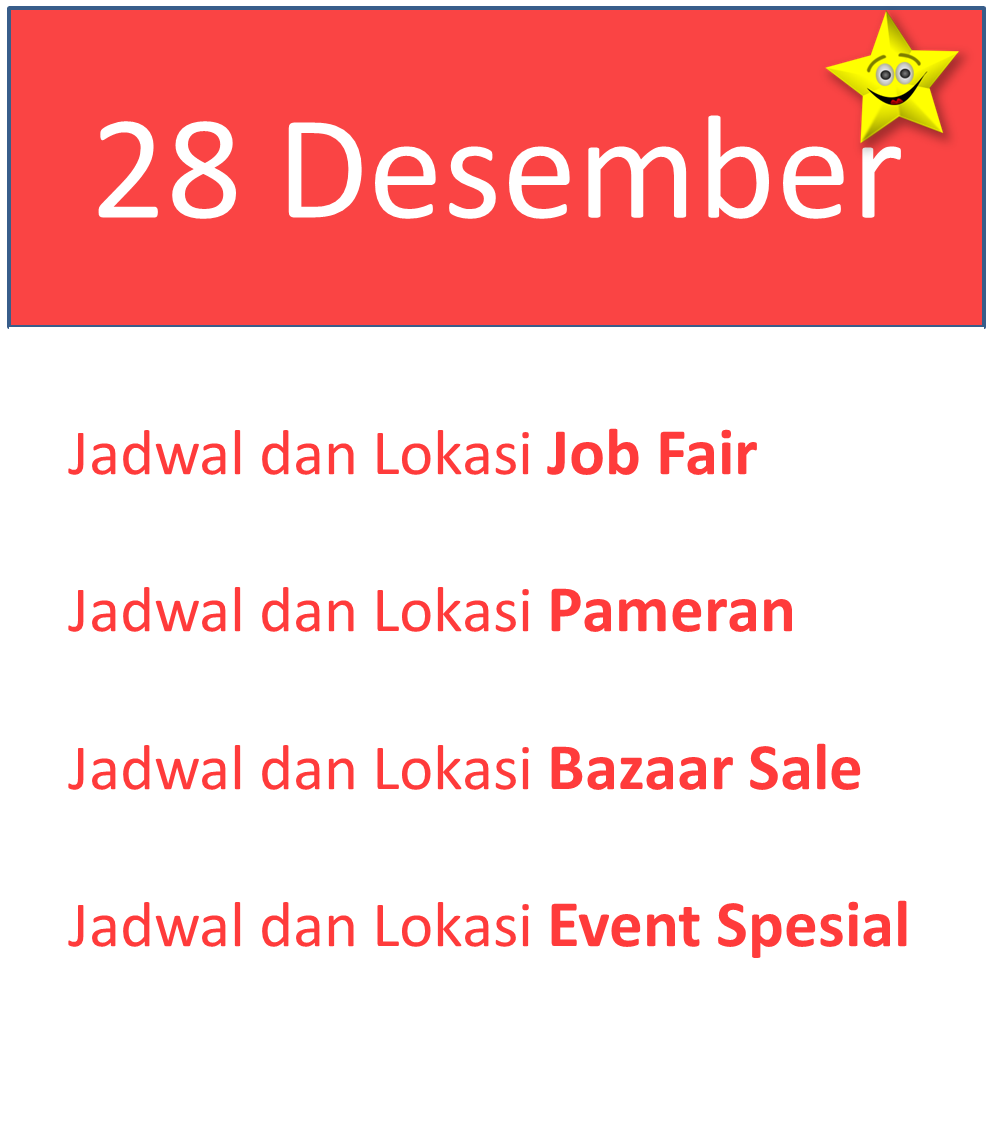 28 Desember
Jadwal dan Lokasi Job Fair
Jadwal dan Lokasi Pameran
Jadwal dan Lokasi Bazaar Sale
Jadwal dan Lokasi Event Spesial